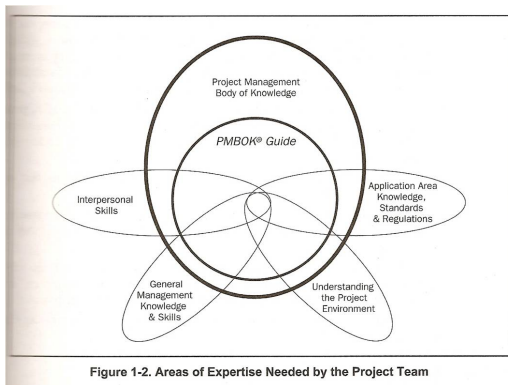 Project Management
Body of Knowledge
PMBOK® Guide
Interpersonal
Skills
Application Area
Knowledge,
Standards
& Regulations
General
Management
Knowledge
& Skills
Understanding
the Project
Environment
Figure 1-2. Areas of Expertise Needed by the Project Team